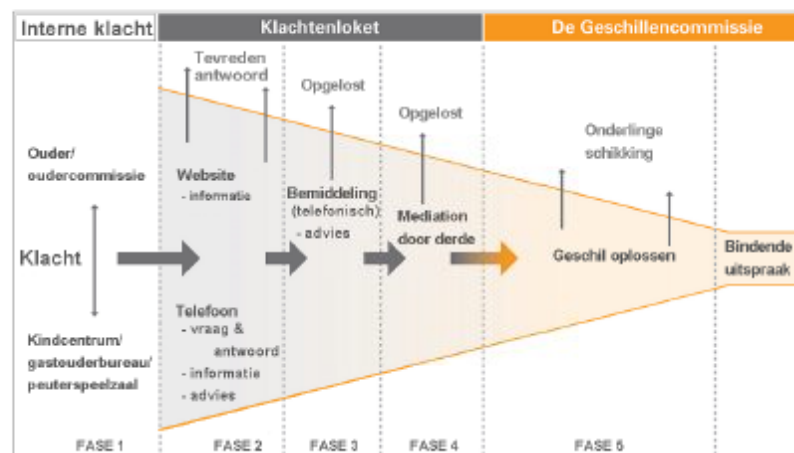 Interne klacht
Klachtenloket
De Geschillencommissie
Tevreden
antwoord
Opgelost
Opgelost
Onderlinge
schikking
Ouder/
oudercommissie
Klacht
Kindcentrum/
gastouderbureau/
peuterspeelzaal
Website
- informatie
Telefoon
- vraag &
antwoord
- informatie
- advies
Bemiddeling
(telefonisch)
- advies
Mediation
door derde
Geschil oplossen
Bindende
uitspraak
FASE 1
FASE 2
FASE 3
FASE 4
FASE 5